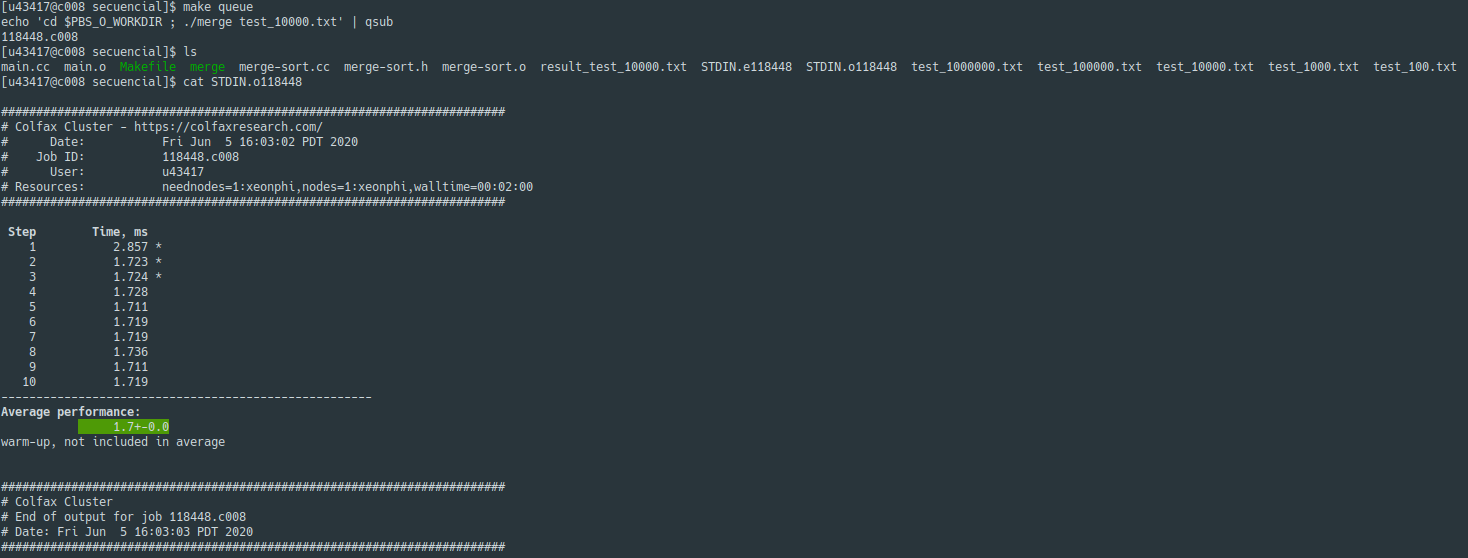 [u43417@c008 secuencial]$ make queue
echo 'cd $PBS_O_WORKDIR ; ./merge test_10000.txt' | qsub
118448.c008
[u43417@c008 secuencial]$ ls
main.cc  main.o  Makefile  merge  merge-sort.cc  merge-sort.h  merge-sort.o  result_test_10000.txt  STDIN.e118448  STDIN.o118448  test_1000000.txt  test_100000.txt  test_10000.txt  test_1000.txt  test_100.txt
[u43417@c008 secuencial]$ cat STDIN.o118448
########################################################################
# Colfax Cluster - https://colfaxresearch.com/
#      Date:           Fri Jun  5 16:03:02 PDT 2020
#    Job ID:           118448.c008
#      User:           u43417
# Resources:           neednodes=1:xeonphi,nodes=1:xeonphi,walltime=00:02:00
########################################################################
 Step        Time, ms
    1           2.857 *
    2           1.723 *
    3           1.724 *
    4           1.728
    5           1.711
    6           1.719
    7           1.719
    8           1.736
    9           1.711
   10           1.719
-----------------------------------------------------
Average performance:
                1.7+-0.0
warm-up, not included in average
########################################################################
# Colfax Cluster
# End of output for job 118448.c008
# Date: Fri Jun  5 16:03:03 PDT 2020
########################################################################